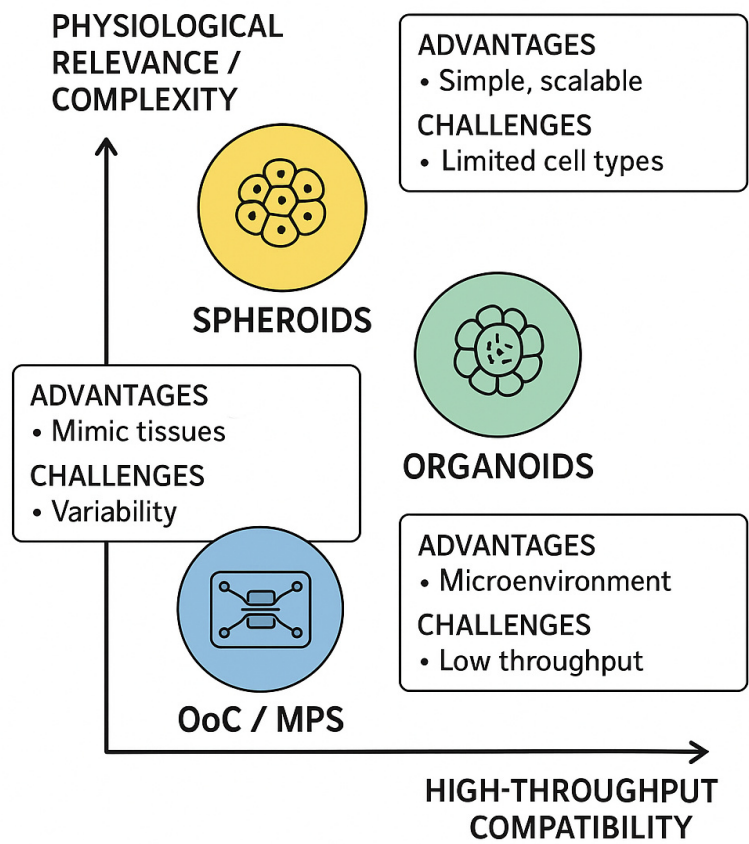 PHYSIOLOGICAL
RELEVANCE /
COMPLEXITY
ADVANTAGES
• Simple, scalable
CHALLENGES
• Limited cell types
SPHEROIDS
ORGANOIDS
ADVANTAGES
• Mimic tissues
CHALLENGES
• Variability
ADVANTAGES
• Microenvironment
CHALLENGES
• Low throughput
OoC / MPS
HIGH-THROUGHPUT
COMPATIBILITY